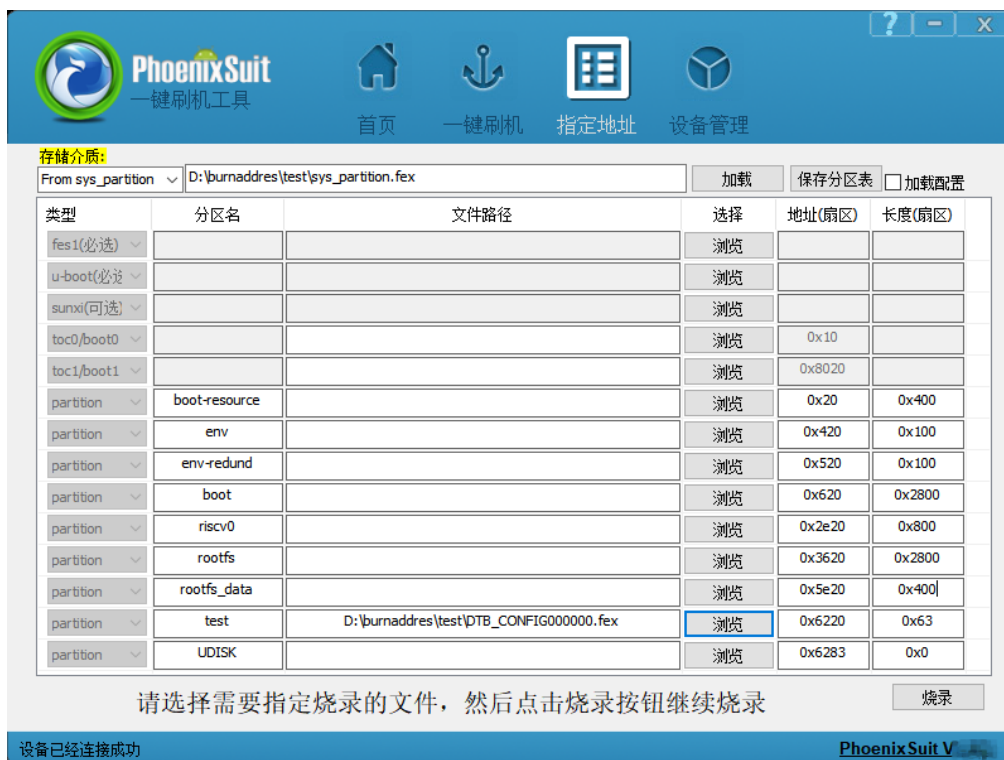 ? — X
PhoenixSuit
一键刷机工具
首页 一键刷机 指定地址 设备管理
存储介质:
From sys_partition D:\burnaddres\test\sys_partition.fex 加载 保存分区表 加载配置
类型 分区名 文件路径 选择 地址(扇区) 长度(扇区)
fes1(必选) 浏览
u-boot(必选 浏览
sunxi(可选) 浏览
toc0/boot0 浏览 0x10
toc1/boot1 浏览 0x8020
partition boot-resource 浏览 0x20 0x400
partition env 浏览 0x420 0x100
partition env-redund 浏览 0x520 0x100
partition boot 浏览 0x620 0x2800
partition riscv0 浏览 0x2e20 0x800
partition rootfs 浏览 0x3620 0x2800
partition rootfs_data 浏览 0x5e20 0x400
partition test D:\burnaddres\test\DTB_CONFIG000000.fex 浏览 0x6220 0x63
partition UDISK 浏览 0x6283 0x0
请选择需要指定烧录的文件，然后点击烧录按钮继续烧录 烧录
设备已经连接成功 PhoenixSuit V